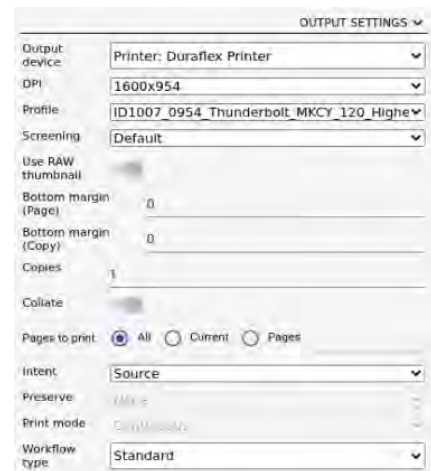 OUTPUT SETTINGS
Output device
Printer: Duraflex Printer
DPI
1600x954
Profile
ID1007_0954_Thunderbolt_MKCY_120_Highe
Screening
Default
Use RAW thumbnail
Bottom margin (Page)
0
Bottom margin (Copy)
0
Copies
1
Collate
Pages to print
All
Current
Pages
Intent
Source
Preserve
None
Print mode
Workflow type
Standard